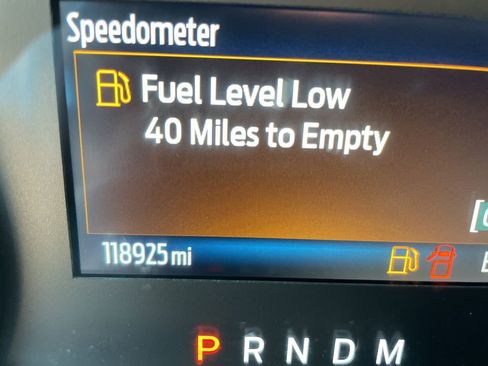 Speedometer
Fuel Level Low
40 Miles to Empty
118925 mi
P R N D M